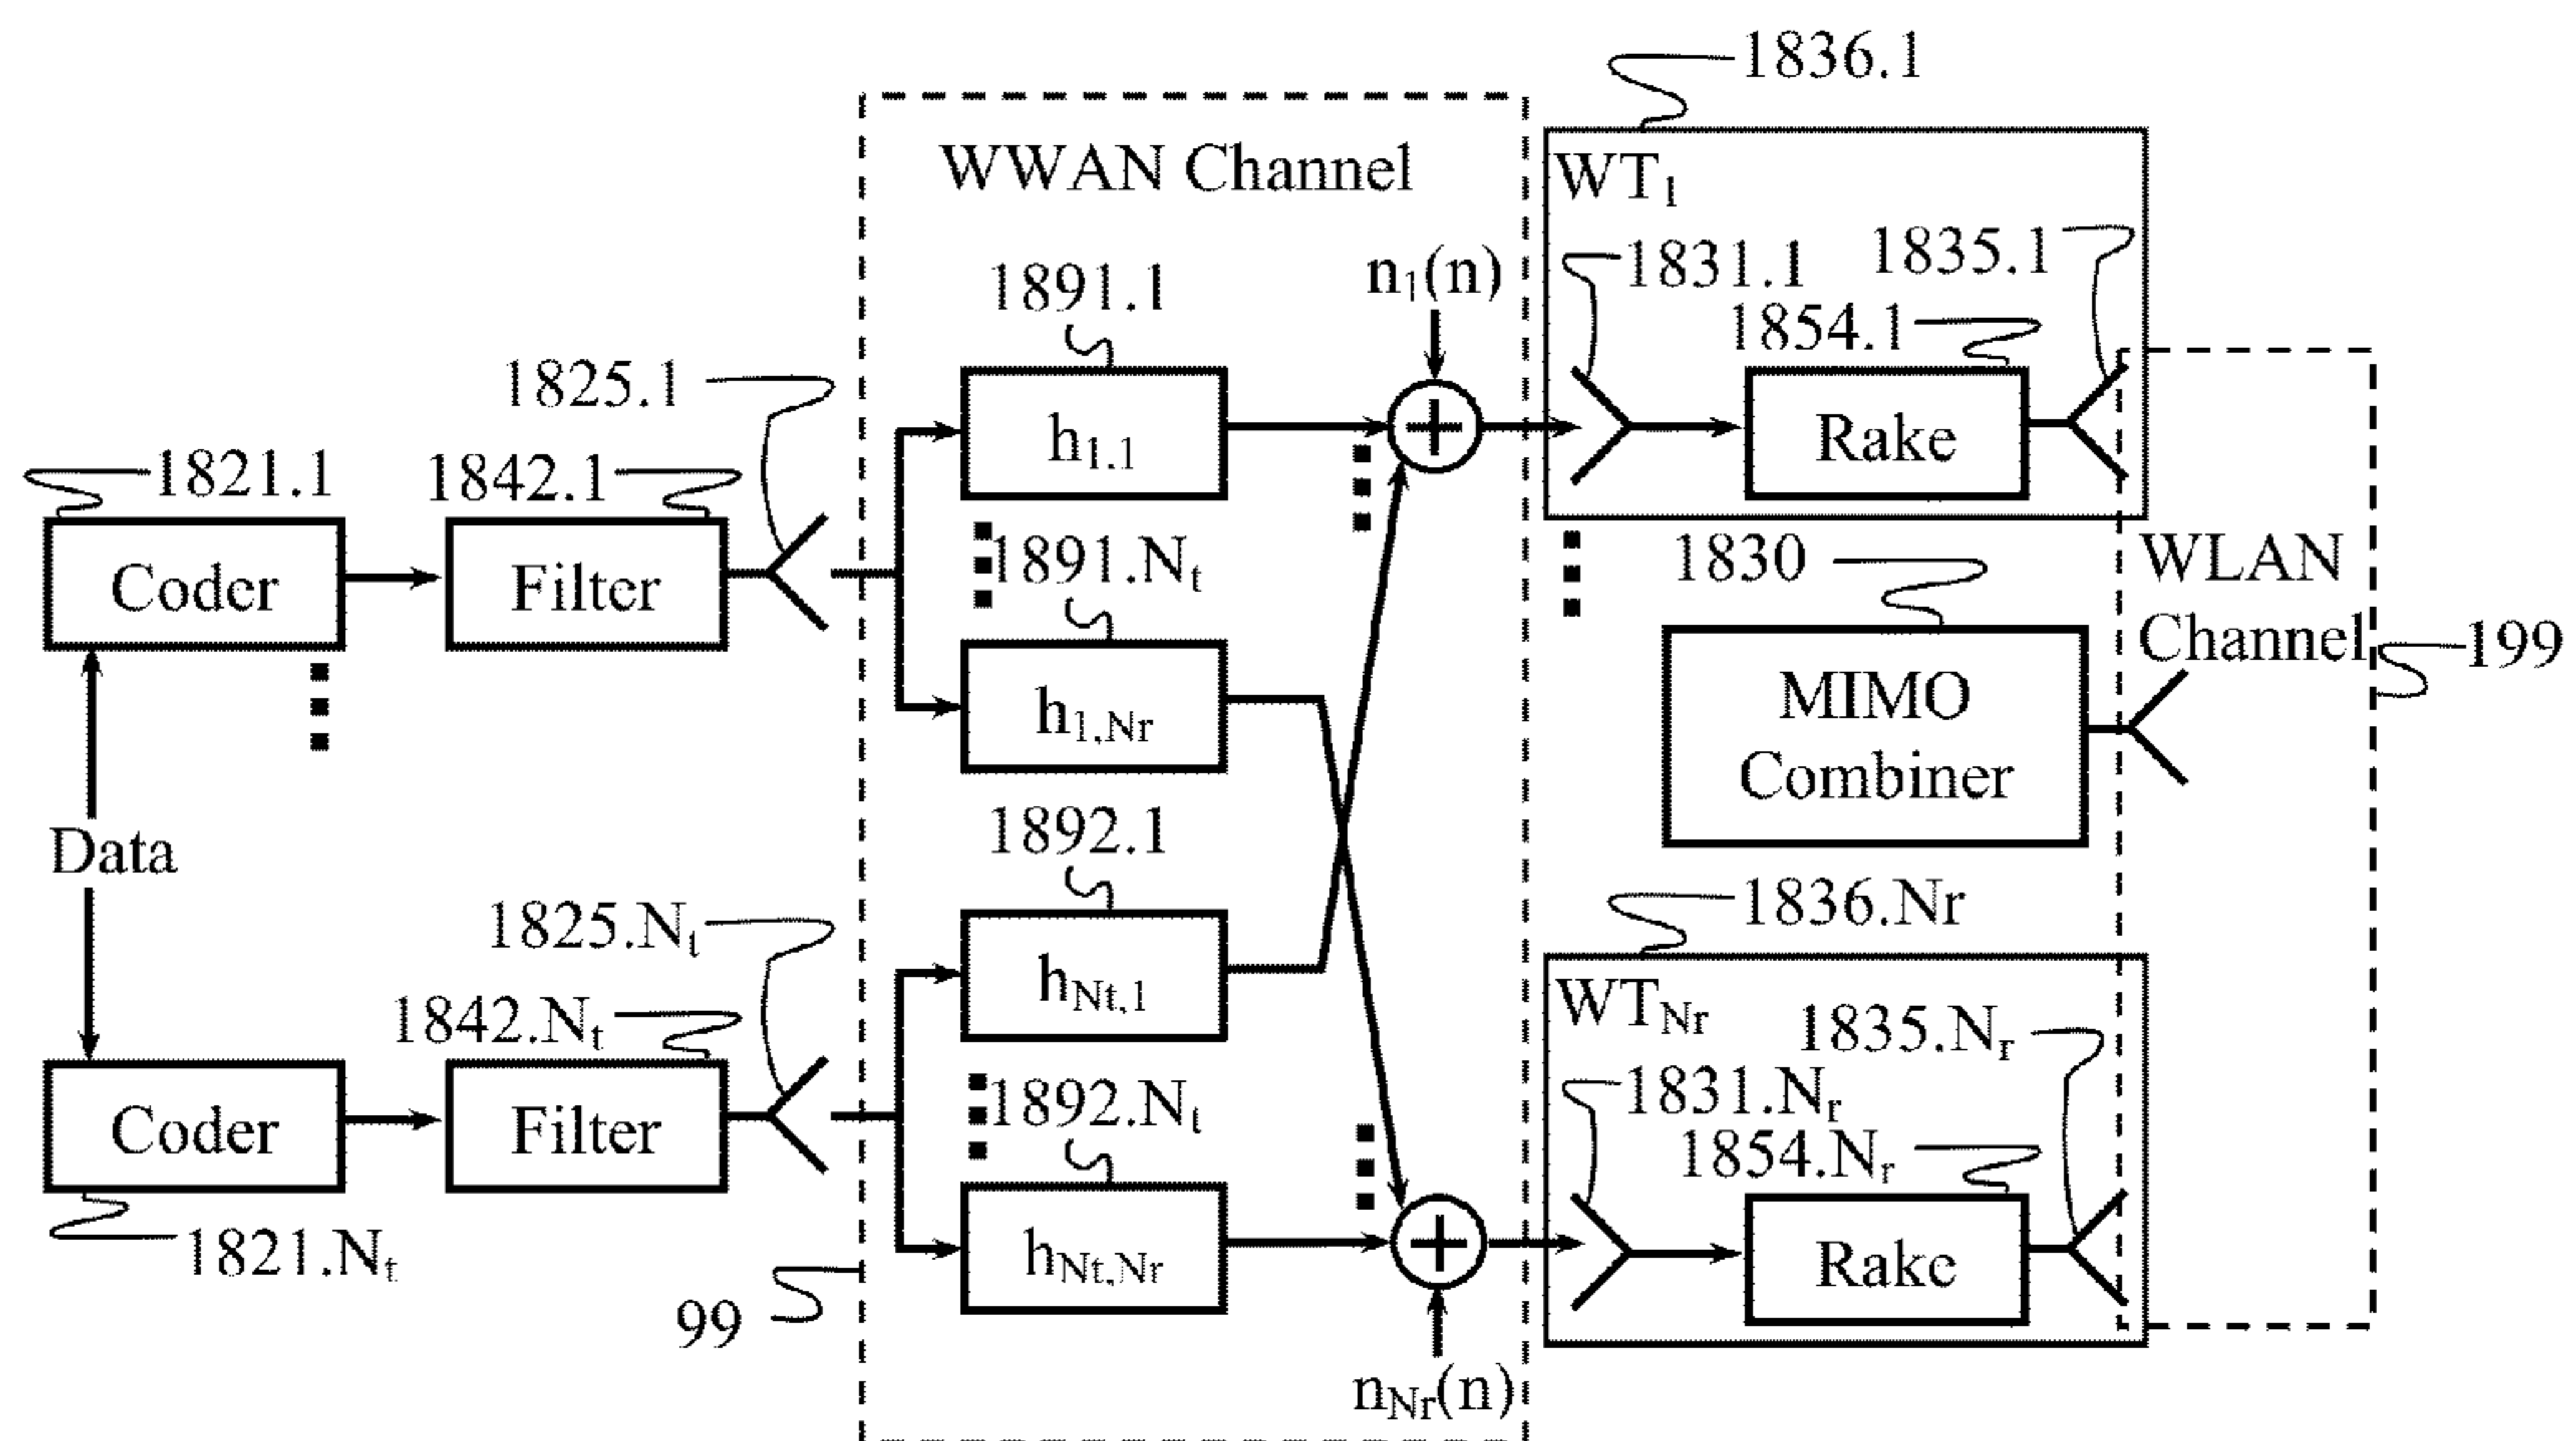 1836.1
WWAN Channel
WT1
1831.1
1835.1
n1(n)
1891.1
1854.1
1825.1
h1,1
Rake
1821.1
1842.1
Coder
Filter
1891.Nt
1830
WLAN
Channel
199
h1,Nr
MIMO
Combiner
Data
1892.1
1836.Nr
1825.Nt
hNt,1
WTNr
1835.Nr
1842.Nt
1831.Nr
1892.Nt
1854.Nr
Coder
Filter
1821.Nt
hNt,Nr
Rake
99
nNr(n)